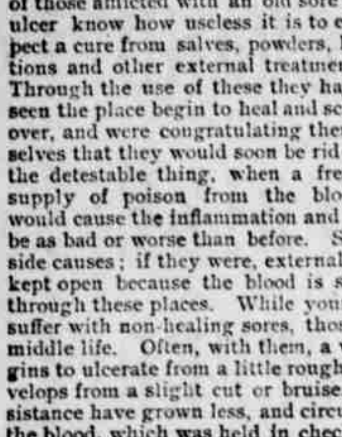 of those afflicted with an old sore
ulcer know how useless it is to e
pect a cure from salves, powders, l
tions and other external treatmen
Through the use of these they ha
seen the place begin to heal and sc
over, and were congratulating the
selves that they would soon be rid
the detestable thing, when a fre
supply of poison from the blo
would cause the inflammation and
be as bad or worse than before. S
side causes; if they were, external
kept open because the blood is s
through these places. While you
suffer with non-healing sores, thos
middle life. Often, with them, a w
gins to ulcerate from a little rough
velops from a slight cut or bruise
sistance have grown less, and circu
the blood, which was held in chec